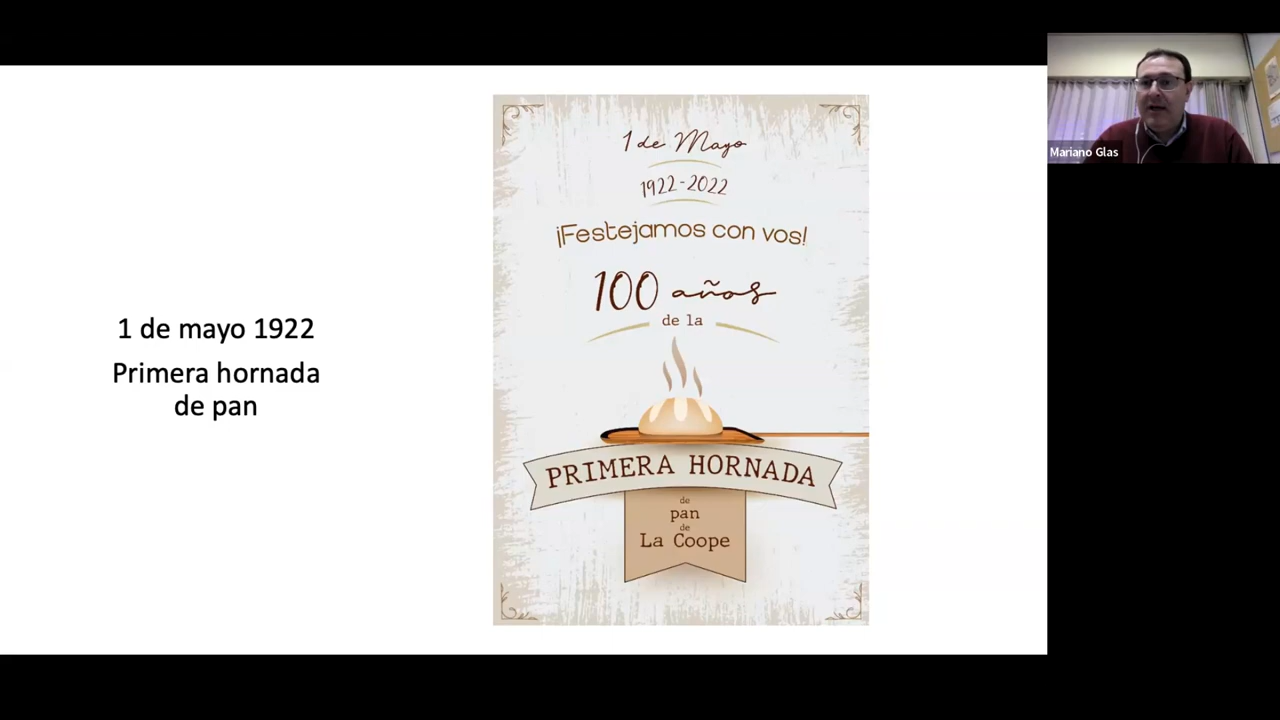 1 de mayo 1922
Primera hornada
de pan
1 de Mayo
1922-2022
¡Festejamos con vos!
100 años
de la
PRIMERA HORNADA
de
pan
de
La Coope
Mariano Glas